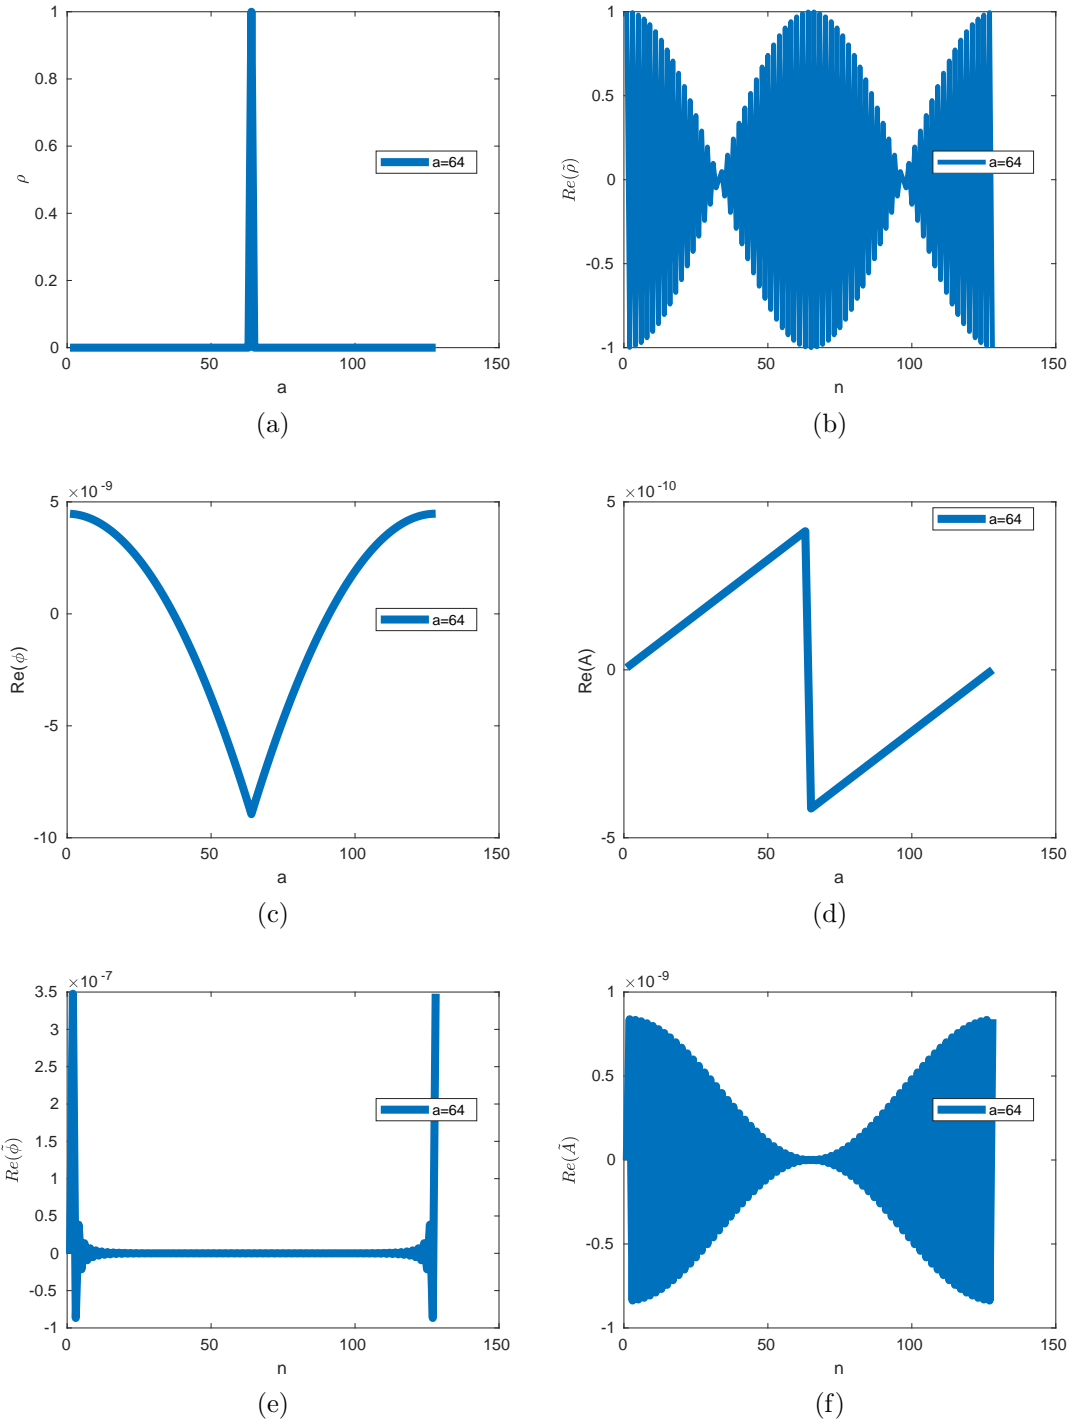 1
0.8
0.6
0.4
0.2
0
ρ
a=64
0 50 100 150
a
(a)
1
0.5
0
-0.5
-1
Re(ρ̃)
a=64
0 50 100 150
n
(b)
×10 -9
5
0
-5
-10
Re(ϕ)
a=64
0 50 100 150
a
(c)
×10 -10
5
0
-5
Re(A)
a=64
0 50 100 150
a
(d)
×10 -7
3.5
3
2.5
2
1.5
1
0.5
0
-0.5
-1
Re(ϕ̃)
a=64
0 50 100 150
n
(e)
×10 -9
1
0.5
0
-0.5
-1
Re(Ã)
a=64
0 50 100 150
n
(f)